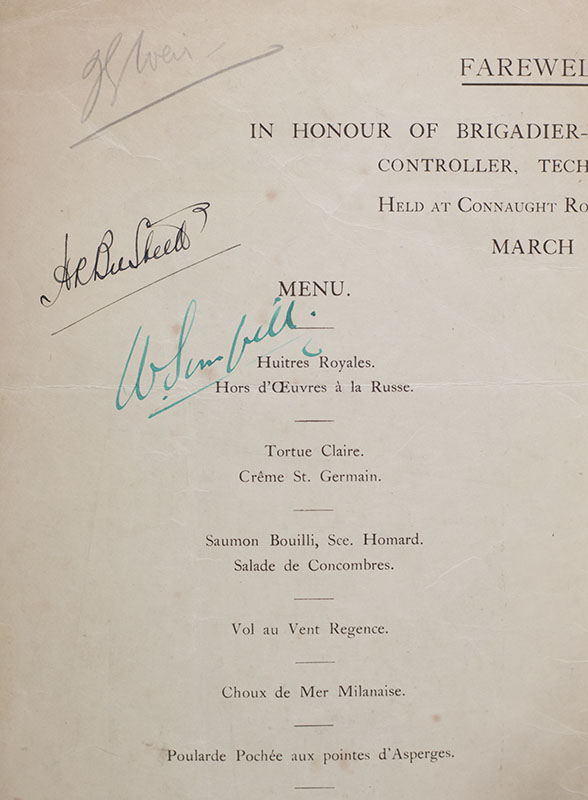 FAREWEL
IN HONOUR OF BRIGADIER-
CONTROLLER, TECH
HELD AT CONNAUGHT RO
MARCH
MENU.
Huitres Royales.
Hors d'Œuvres à la Russe.
Tortue Claire.
Crême St. Germain.
Saumon Bouilli, Sce. Homard.
Salade de Concombres.
Vol au Vent Regence.
Choux de Mer Milanaise.
Poularde Pochée aux pointes d'Asperges.